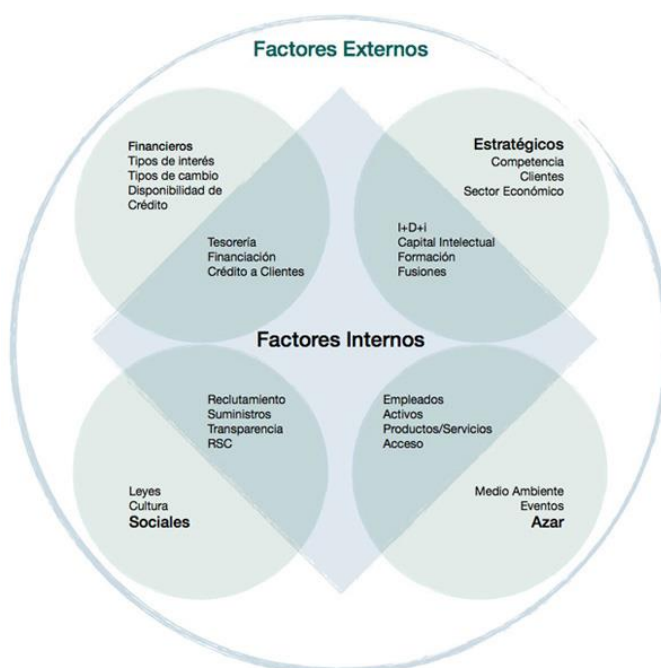 Factores Externos
Financieros
Tipos de interés
Tipos de cambio
Disponibilidad de
Crédito
Estratégicos
Competencia
Clientes
Sector Económico
Tesorería
Financiación
Crédito a Clientes
I+D+i
Capital Intelectual
Formación
Fusiones
Factores Internos
Reclutamiento
Suministros
Transparencia
RSC
Empleados
Activos
Productos/Servicios
Acceso
Leyes
Cultura
Sociales
Medio Ambiente
Eventos
Azar